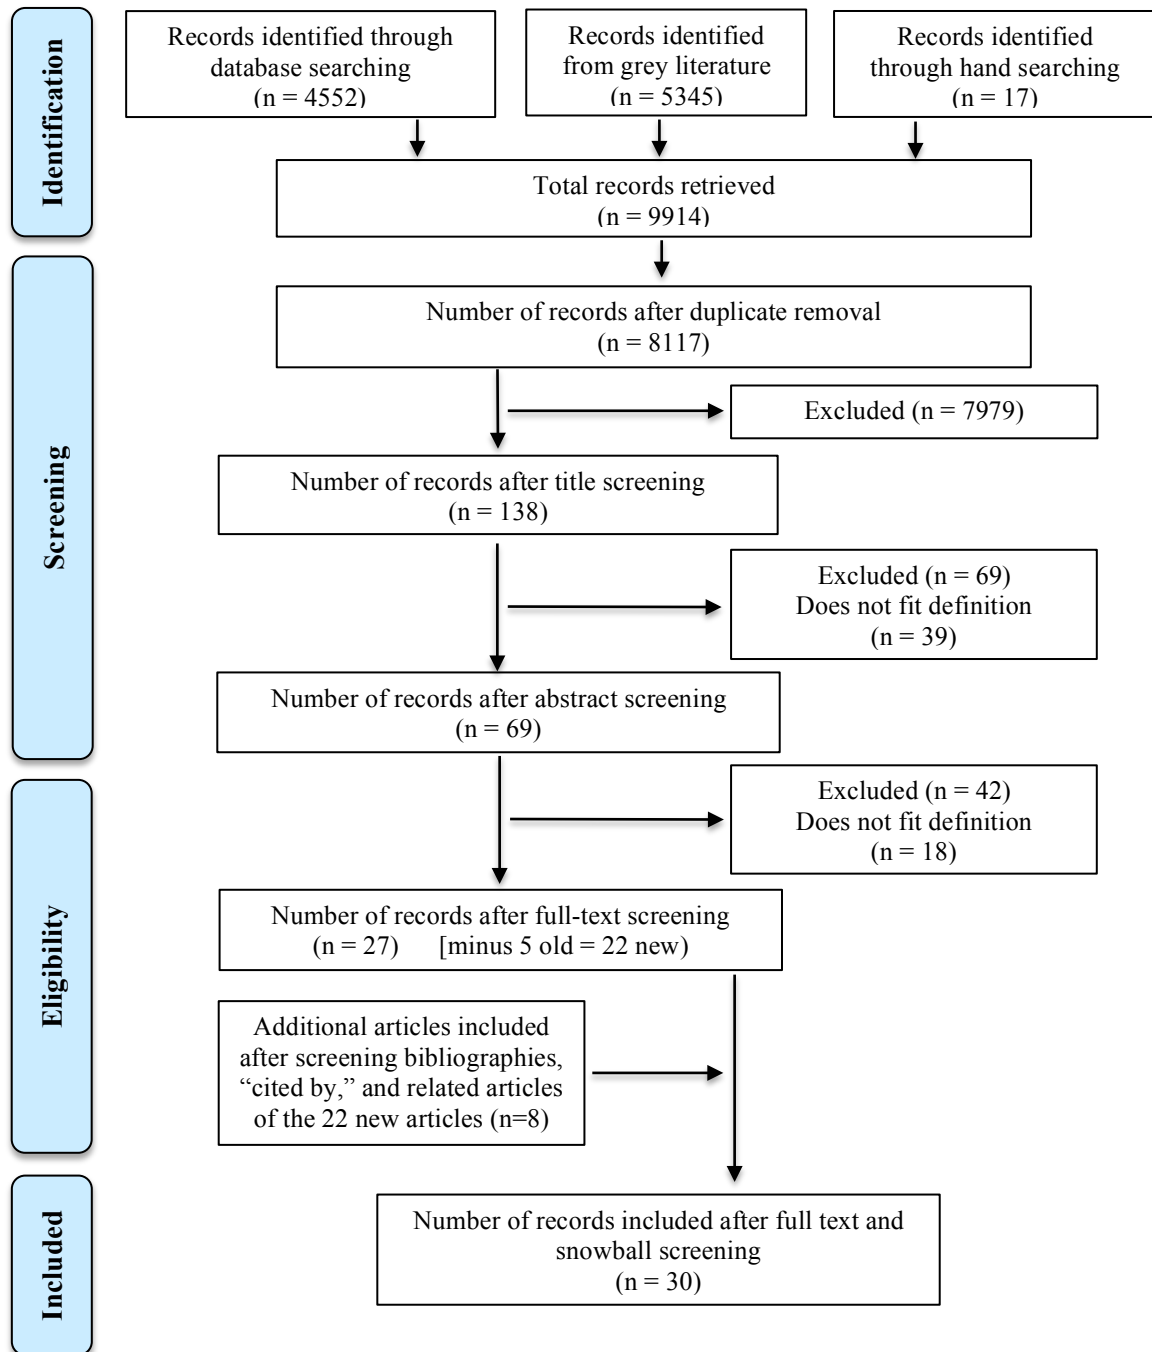 Identification
Records identified through
database searching
(n = 4552)
Records identified
from grey literature
(n = 5345)
Records identified
through hand searching
(n = 17)
Total records retrieved
(n = 9914)
Screening
Number of records after duplicate removal
(n = 8117)
Excluded (n = 7979)
Number of records after title screening
(n = 138)
Excluded (n = 69)
Does not fit definition
(n = 39)
Number of records after abstract screening
(n = 69)
Eligibility
Excluded (n = 42)
Does not fit definition
(n = 18)
Number of records after full-text screening
(n = 27) [minus 5 old = 22 new)
Additional articles included
after screening bibliographies,
“cited by,” and related articles
of the 22 new articles (n=8)
Included
Number of records included after full text and
snowball screening
(n = 30)